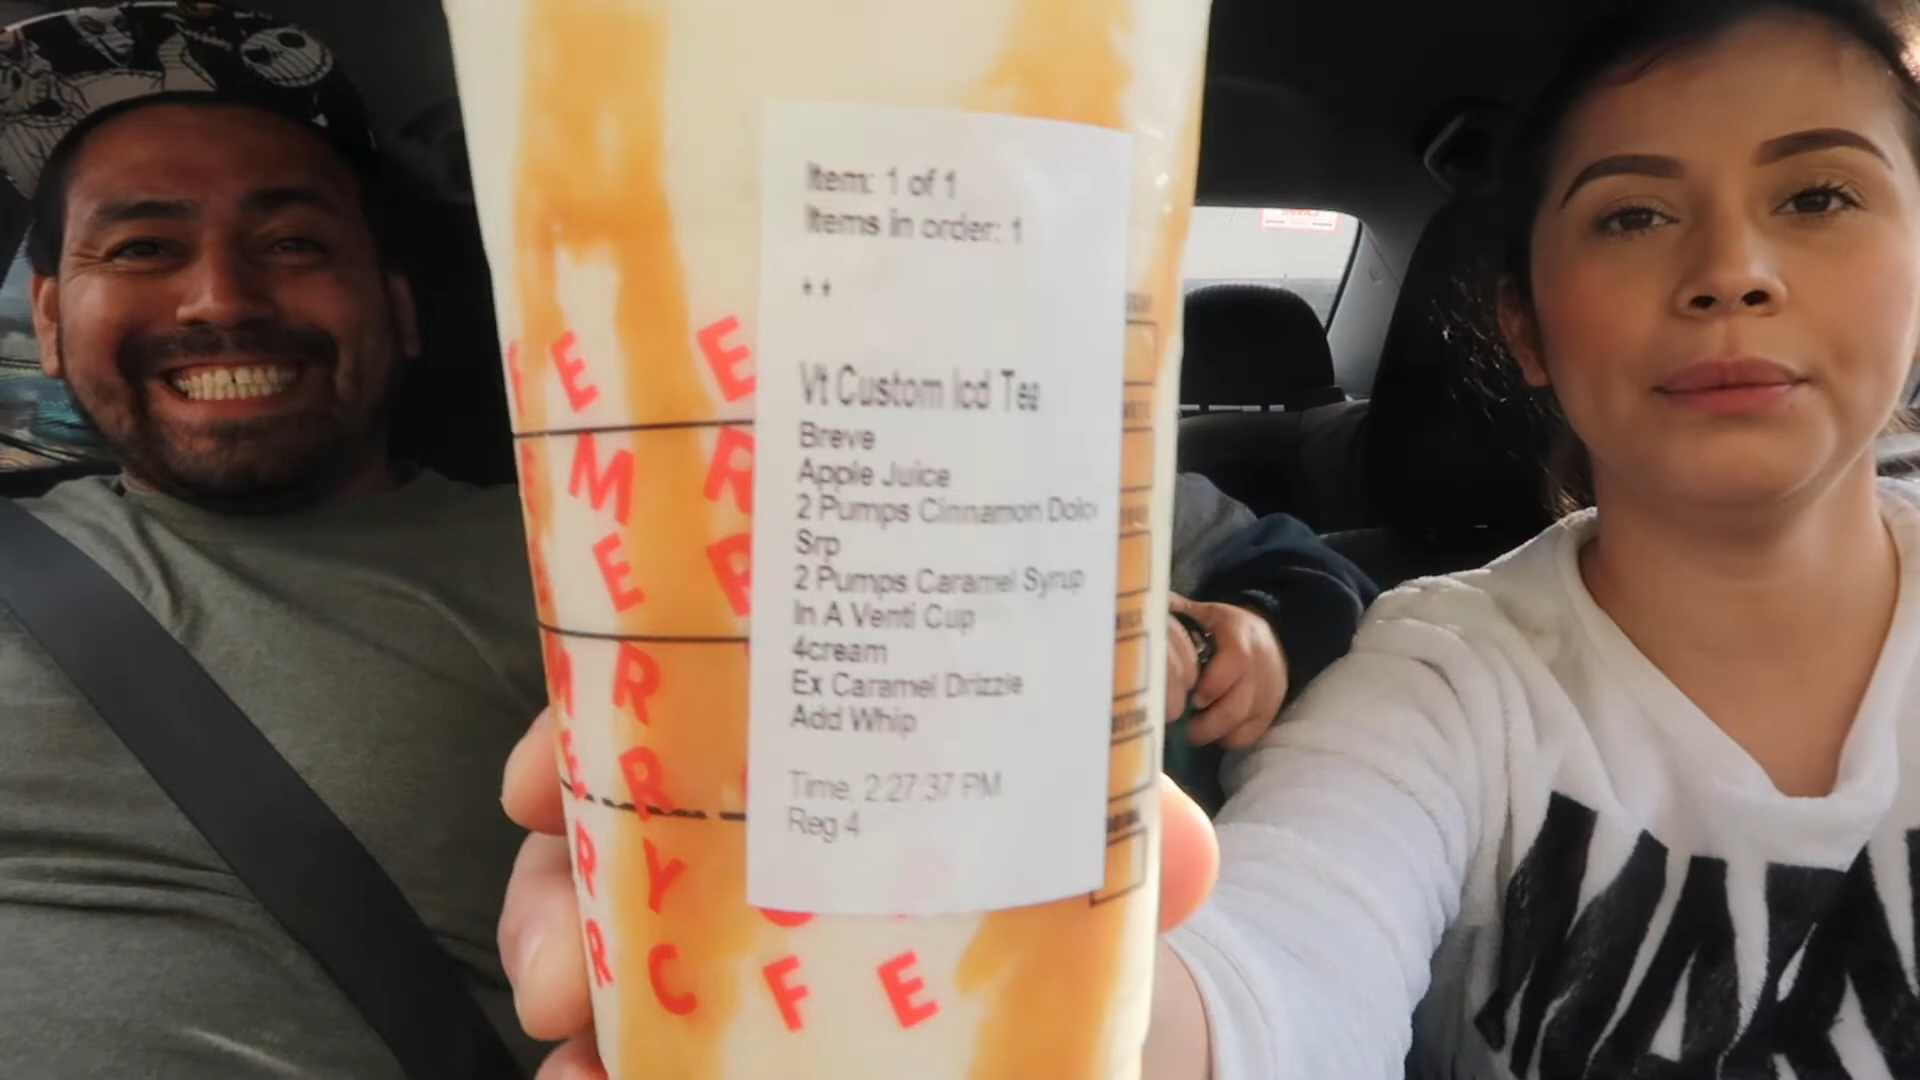 Item: 1 of 1
Items in order: 1
**
Vt Custom Icd Tea
Breve
Apple Juice
2 Pumps Cinnamon Dolc
Srp
2 Pumps Caramel Syrup
In A Venti Cup
4cream
Ex Caramel Drizzle
Add Whip
Time: 2:27:37 PM
Reg 4
E E
M R
E R
M R
E R
R Y
R C F E